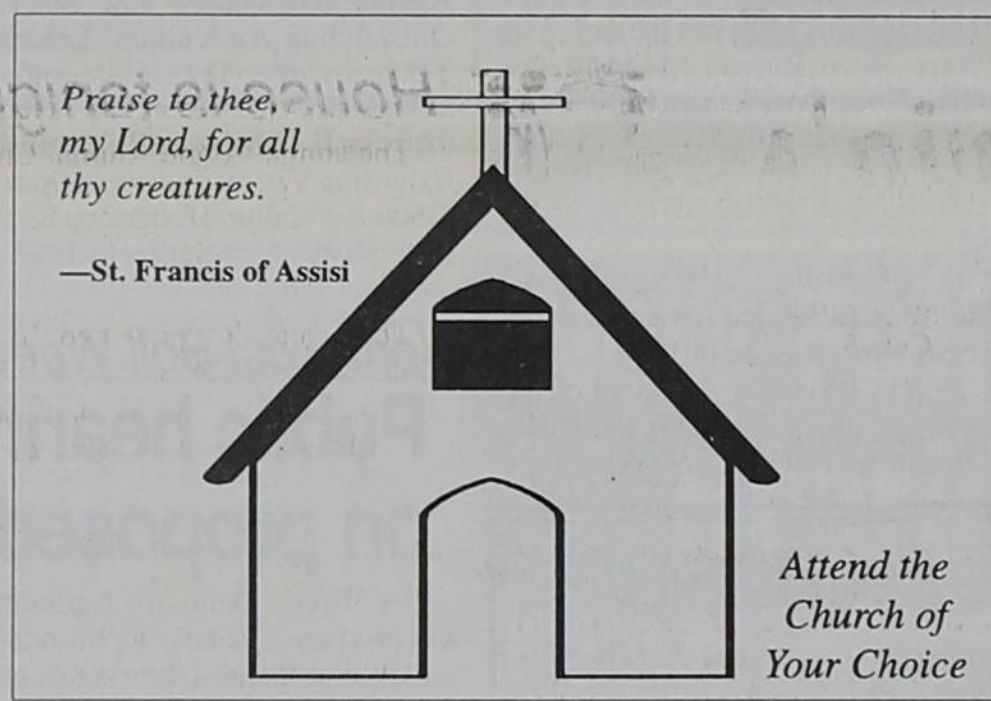 Praise to thee,
my Lord, for all
thy creatures.
—St. Francis of Assisi
Attend the
Church of
Your Choice